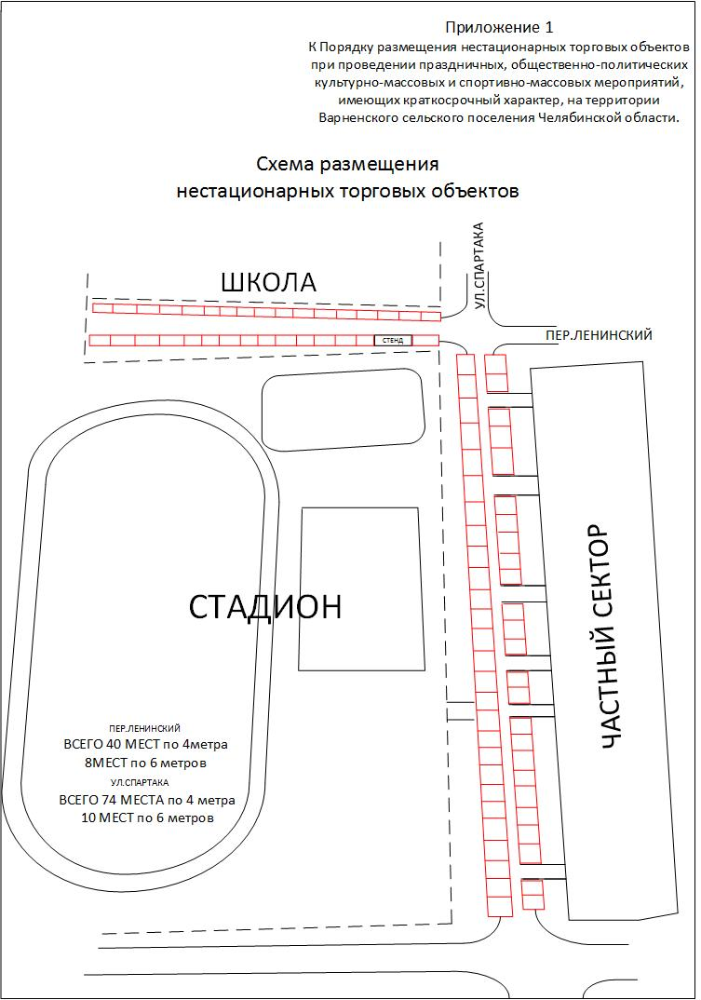 Приложение 1
К Порядку размещения нестационарных торговых объектов
при проведении праздничных, общественно-политических
культурно-массовых и спортивно-массовых мероприятий,
имеющих краткосрочный характер, на территории
Варненского сельского поселения Челябинской области.
Схема размещения
нестационарных торговых объектов
УЛ.СПАРТАКА
ШКОЛА
ПЕР.ЛЕНИНСКИЙ
СТЕНД
СТАДИОН
ЧАСТНЫЙ СЕКТОР
ПЕР.ЛЕНИНСКИЙ
ВСЕГО 40 МЕСТ по 4метра
8МЕСТ по 6 метров
УЛ.СПАРТАКА
ВСЕГО 74 МЕСТА по 4 метра
10 МЕСТ по 6 метров